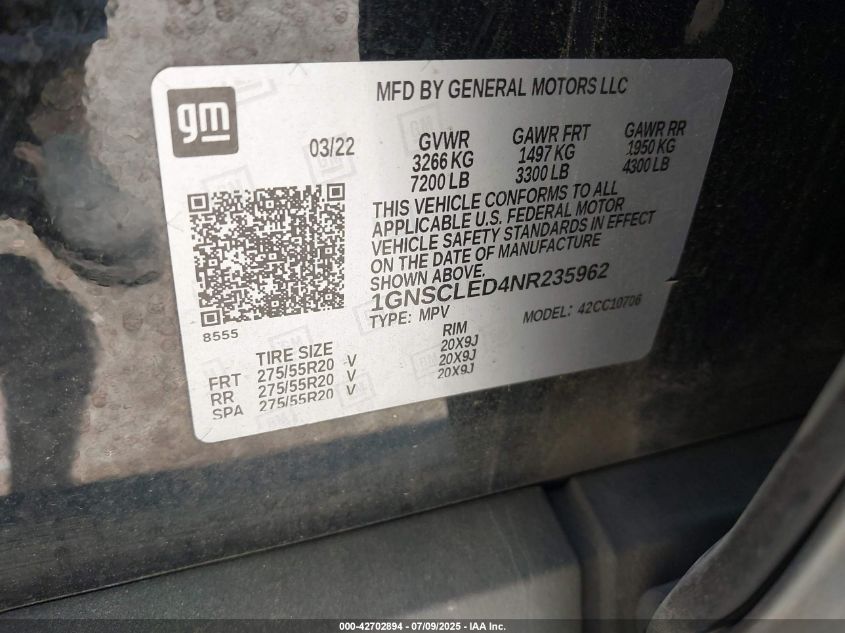 MFD BY GENERAL MOTORS LLC
gm
03/22
GVWR GAWR FRT GAWR RR
3266 KG 1497 KG 1950 KG
7200 LB 3300 LB 4300 LB
THIS VEHICLE CONFORMS TO ALL
APPLICABLE U.S. FEDERAL MOTOR
VEHICLE SAFETY STANDARDS IN EFFECT
ON THE DATE OF MANUFACTURE
SHOWN ABOVE.
1GNSCLED4NR235962
TYPE: MPV MODEL: 42CC10706
8555
TIRE SIZE RIM
FRT 275/55R20 V 20X9J
RR 275/55R20 V 20X9J
SPA 275/55R20 V 20X9J
000-42702894 / 07/09/2025 - IAA Inc.